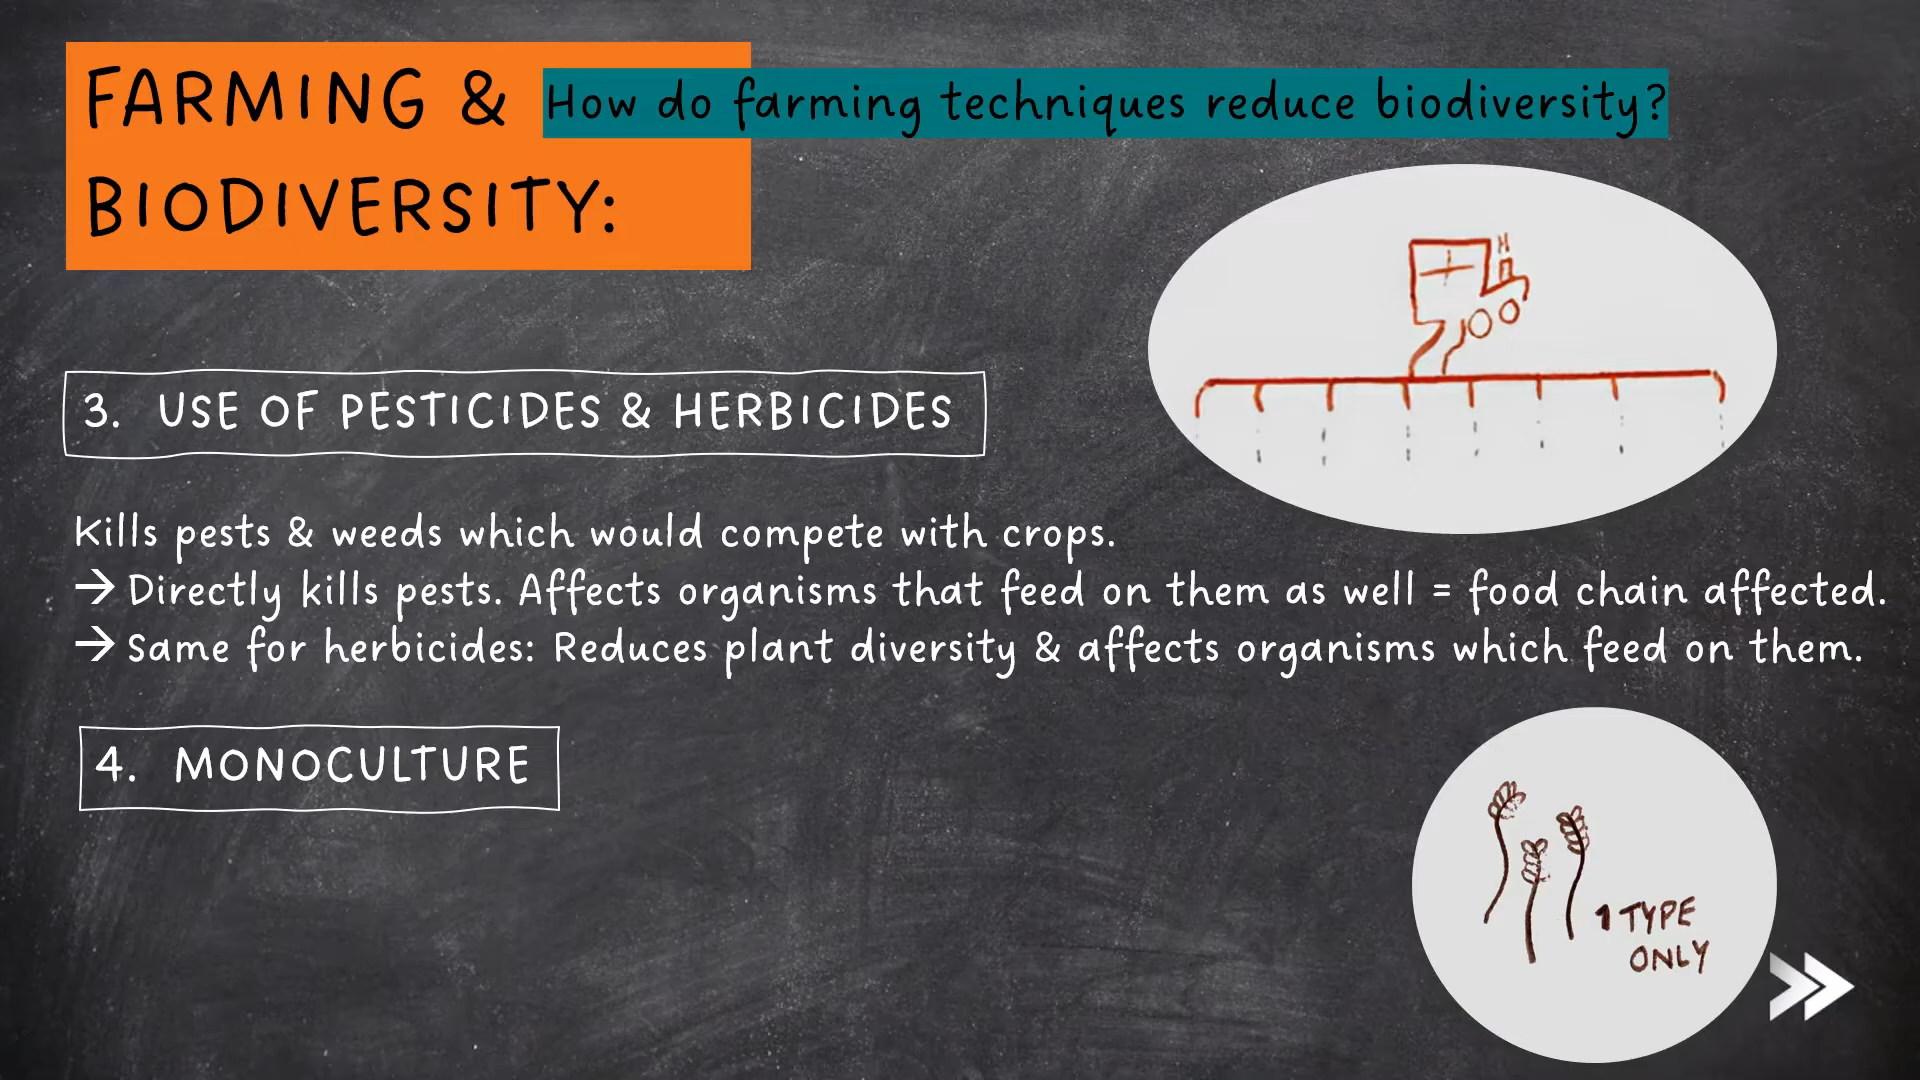 FARMING &
BIODIVERSITY:
How do farming techniques reduce biodiversity?
3. USE OF PESTICIDES & HERBICIDES
Kills pests & weeds which would compete with crops.
→ Directly kills pests. Affects organisms that feed on them as well = food chain affected.
→ Same for herbicides: Reduces plant diversity & affects organisms which feed on them.
4. MONOCULTURE
1 TYPE
ONLY